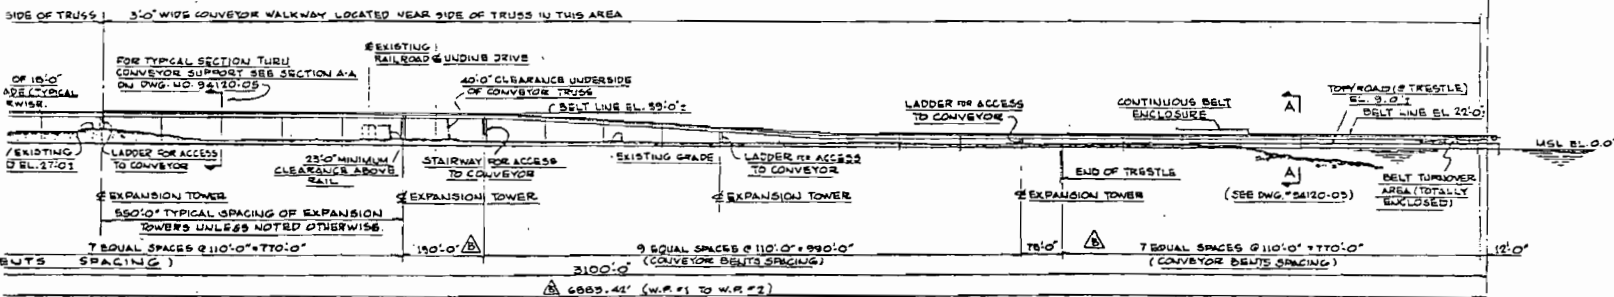 SIDE OF TRUSS
3'-0" WIDE CONVEYOR WALKWAY LOCATED NEAR SIDE OF TRUSS IN THIS AREA
FOR TYPICAL SECTION THRU
CONVEYOR SUPPORT SEE SECTION A-A
ON DWG. NO. 94120-05
℄ EXISTING
RAILROAD & UNDINE DRIVE
40'-0" CLEARANCE UNDERSIDE
OF CONVEYOR TRUSS
BELT LINE EL. 59'-0" ±
LADDER FOR ACCESS
TO CONVEYOR
CONTINUOUS BELT
ENCLOSURE
A
TOP/ROAD (@ TRESTLE)
EL. 9.0' ±
BELT LINE EL 22'-0"
OF 18'-0"
(TYPICAL
EXISTING
EL. 27.0 ±
LADDER FOR ACCESS
TO CONVEYOR
23'-0" MINIMUM
CLEARANCE ABOVE
RAIL
STAIRWAY FOR ACCESS
TO CONVEYOR
EXISTING GRADE
LADDER FOR ACCESS
TO CONVEYOR
END OF TRESTLE
A
(SEE DWG. #94120-05)
BELT TURNOVER
AREA (TOTALLY
ENCLOSED)
MSL EL. 0.0'
℄ EXPANSION TOWER
℄ EXPANSION TOWER
℄ EXPANSION TOWER
℄ EXPANSION TOWER
550'-0" TYPICAL SPACING OF EXPANSION
TOWERS UNLESS NOTED OTHERWISE.
7 EQUAL SPACES @ 110'-0" = 770'-0"
150'-0"
B
9 EQUAL SPACES @ 110'-0" = 990'-0"
(CONVEYOR BENTS SPACING)
78'-0"
B
7 EQUAL SPACES @ 110'-0" = 770'-0"
(CONVEYOR BENTS SPACING)
12'-0"
BENTS SPACING)
3100'-0"
B 6883.42' (W.P. #1 TO W.P. #2)